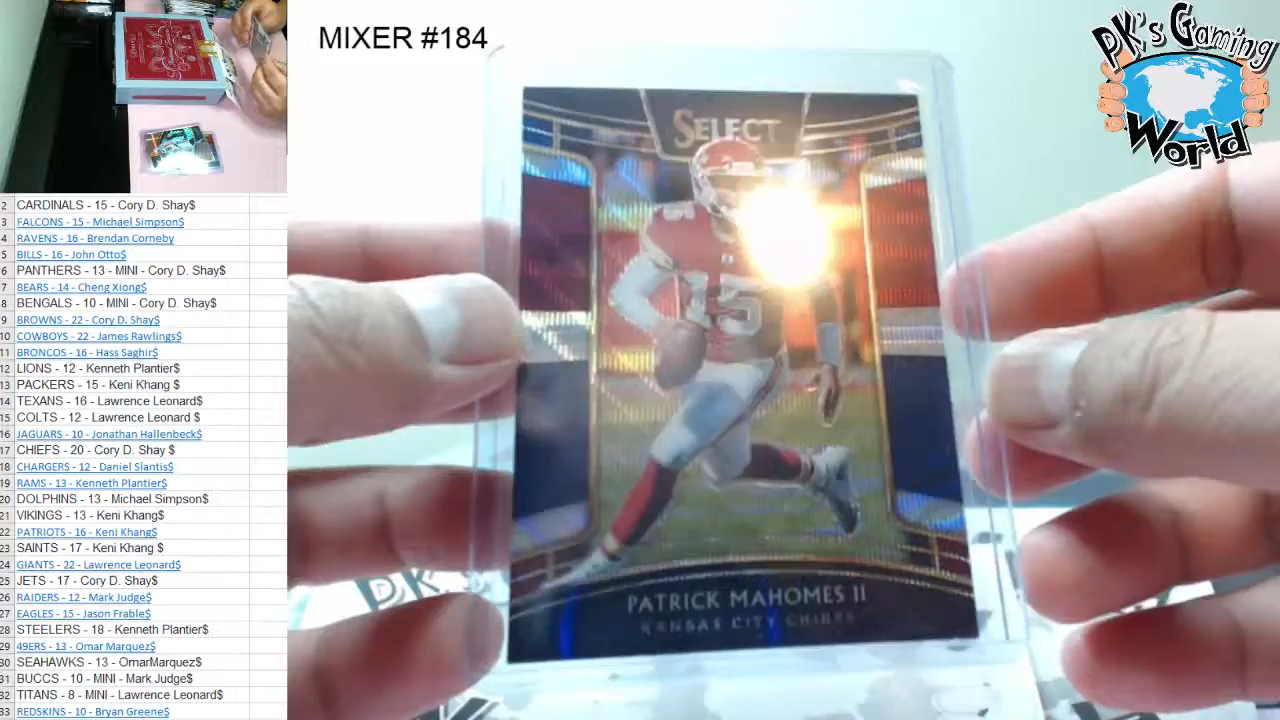 MIXER #184
PK's Gaming
World
SELECT
15
PATRICK MAHOMES II
KANSAS CITY CHIEFS
PK's
2 CARDINALS - 15 - Cory D. Shay$
3 FALCONS - 15 - Michael Simpson$
4 RAVENS - 16 - Brendan Corneby
5 BILLS - 16 - John Otto$
6 PANTHERS - 13 - MINI - Cory D. Shay$
7 BEARS - 14 - Cheng Xiong$
8 BENGALS - 10 - MINI - Cory D. Shay$
9 BROWNS - 22 - Cory D. Shay$
10 COWBOYS - 22 - James Rawlings$
11 BRONCOS - 16 - Hass Saghir$
12 LIONS - 12 - Kenneth Plantier$
13 PACKERS - 15 - Keni Khang $
14 TEXANS - 16 - Lawrence Leonard$
15 COLTS - 12 - Lawrence Leonard $
16 JAGUARS - 10 - Jonathan Hallenbeck$
17 CHIEFS - 20 - Cory D. Shay $
18 CHARGERS - 12 - Daniel Slantis$
19 RAMS - 13 - Kenneth Plantier$
20 DOLPHINS - 13 - Michael Simpson$
21 VIKINGS - 13 - Keni Khang$
22 PATRIOTS - 16 - Keni Khang$
23 SAINTS - 17 - Keni Khang $
24 GIANTS - 22 - Lawrence Leonard$
25 JETS - 17 - Cory D. Shay$
26 RAIDERS - 12 - Mark Judge$
27 EAGLES - 15 - Jason Frable$
28 STEELERS - 18 - Kenneth Plantier$
29 49ERS - 13 - Omar Marquez$
30 SEAHAWKS - 13 - OmarMarquez$
31 BUCCS - 10 - MINI - Mark Judge$
32 TITANS - 8 - MINI - Lawrence Leonard$
33 REDSKINS - 10 - Bryan Greene$